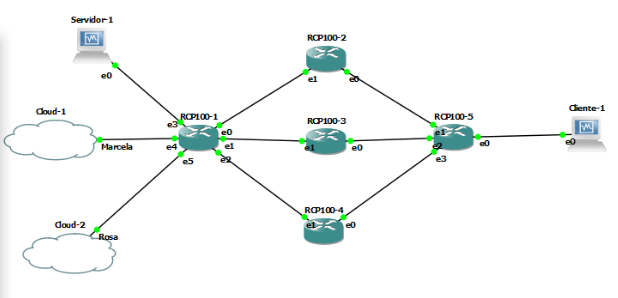 Servidor-1
e0
Cloud-1
Marcela
Cloud-2
Rosa
RCP100-1
e3
e4
e5
e0
e1
e2
RCP100-2
e1
e0
RCP100-3
e1
e0
RCP100-4
e1
e0
RCP100-5
e1
e2
e3
e0
Cliente-1
e0